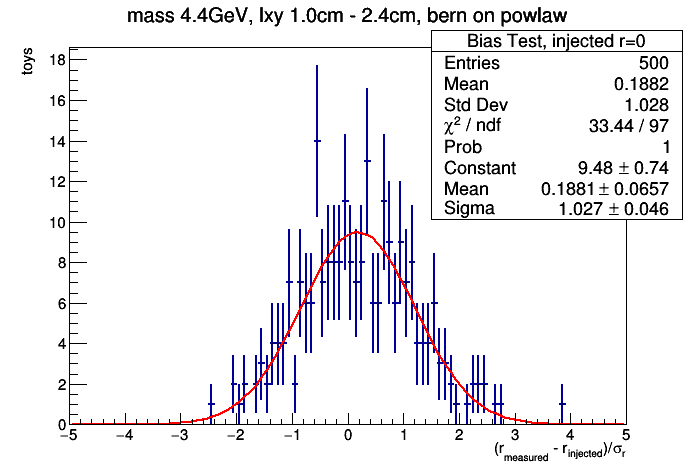 mass 4.4GeV, lxy 1.0cm - 2.4cm, bern on powlaw
Bias Test, injected r=0
Entries 500
Mean 0.1882
Std Dev 1.028
χ² / ndf 33.44 / 97
Prob 1
Constant 9.48 ± 0.74
Mean 0.1881 ± 0.0657
Sigma 1.027 ± 0.046
toys
18
16
14
12
10
8
6
4
2
0
−5 −4 −3 −2 −1 0 1 2 3 4 5
(r_measured - r_injected)/σ_r